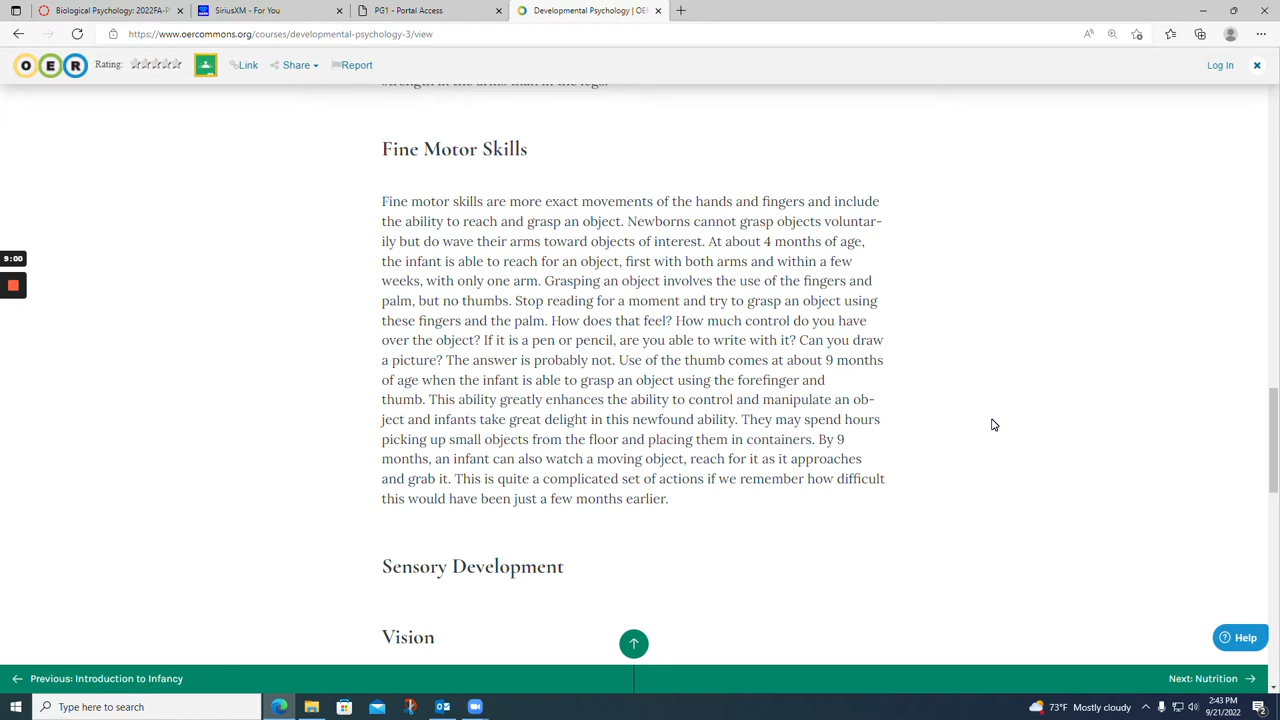 Biological Psychology: 2022FA-P
SiriusXM - For You
PG1 - Portal Access
Developmental Psychology | OEF
https://www.oercommons.org/courses/developmental-psychology-3/view
OER
Rating:
Link
Share
Report
Log In
strength in the arms than in the legs.
Fine Motor Skills
Fine motor skills are more exact movements of the hands and fingers and include
the ability to reach and grasp an object. Newborns cannot grasp objects voluntar-
ily but do wave their arms toward objects of interest. At about 4 months of age,
the infant is able to reach for an object, first with both arms and within a few
weeks, with only one arm. Grasping an object involves the use of the fingers and
palm, but no thumbs. Stop reading for a moment and try to grasp an object using
these fingers and the palm. How does that feel? How much control do you have
over the object? If it is a pen or pencil, are you able to write with it? Can you draw
a picture? The answer is probably not. Use of the thumb comes at about 9 months
of age when the infant is able to grasp an object using the forefinger and
thumb. This ability greatly enhances the ability to control and manipulate an ob-
ject and infants take great delight in this newfound ability. They may spend hours
picking up small objects from the floor and placing them in containers. By 9
months, an infant can also watch a moving object, reach for it as it approaches
and grab it. This is quite a complicated set of actions if we remember how difficult
this would have been just a few months earlier.
9:00
Sensory Development
Vision
Help
Previous: Introduction to Infancy
Next: Nutrition
Type here to search
73°F Mostly cloudy
2:43 PM
9/21/2022
2